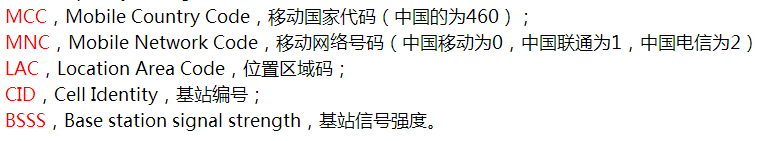 MCC，Mobile Country Code，移动国家代码（中国的为460）；
MNC，Mobile Network Code，移动网络号码（中国移动为0，中国联通为1，中国电信为2）
LAC，Location Area Code，位置区域码；
CID，Cell Identity，基站编号；
BSSS，Base station signal strength，基站信号强度。